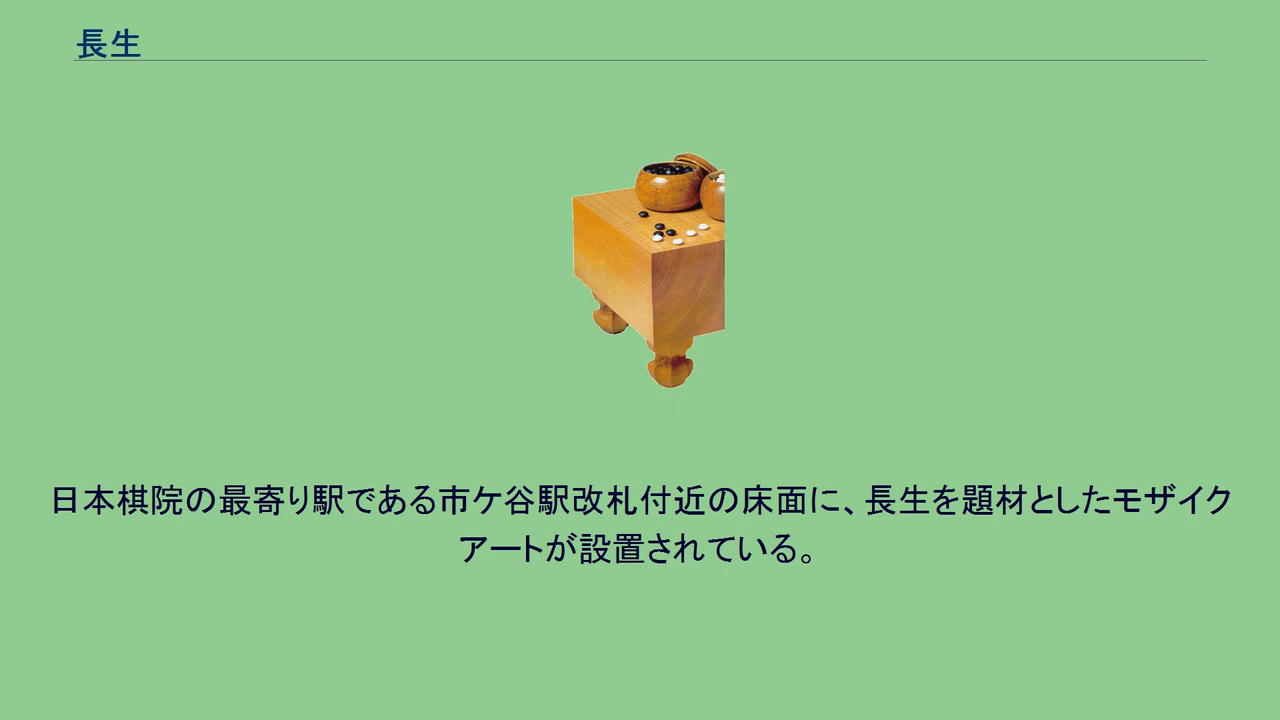 長生
日本棋院の最寄り駅である市ケ谷駅改札付近の床面に、長生を題材としたモザイク
アートが設置されている。